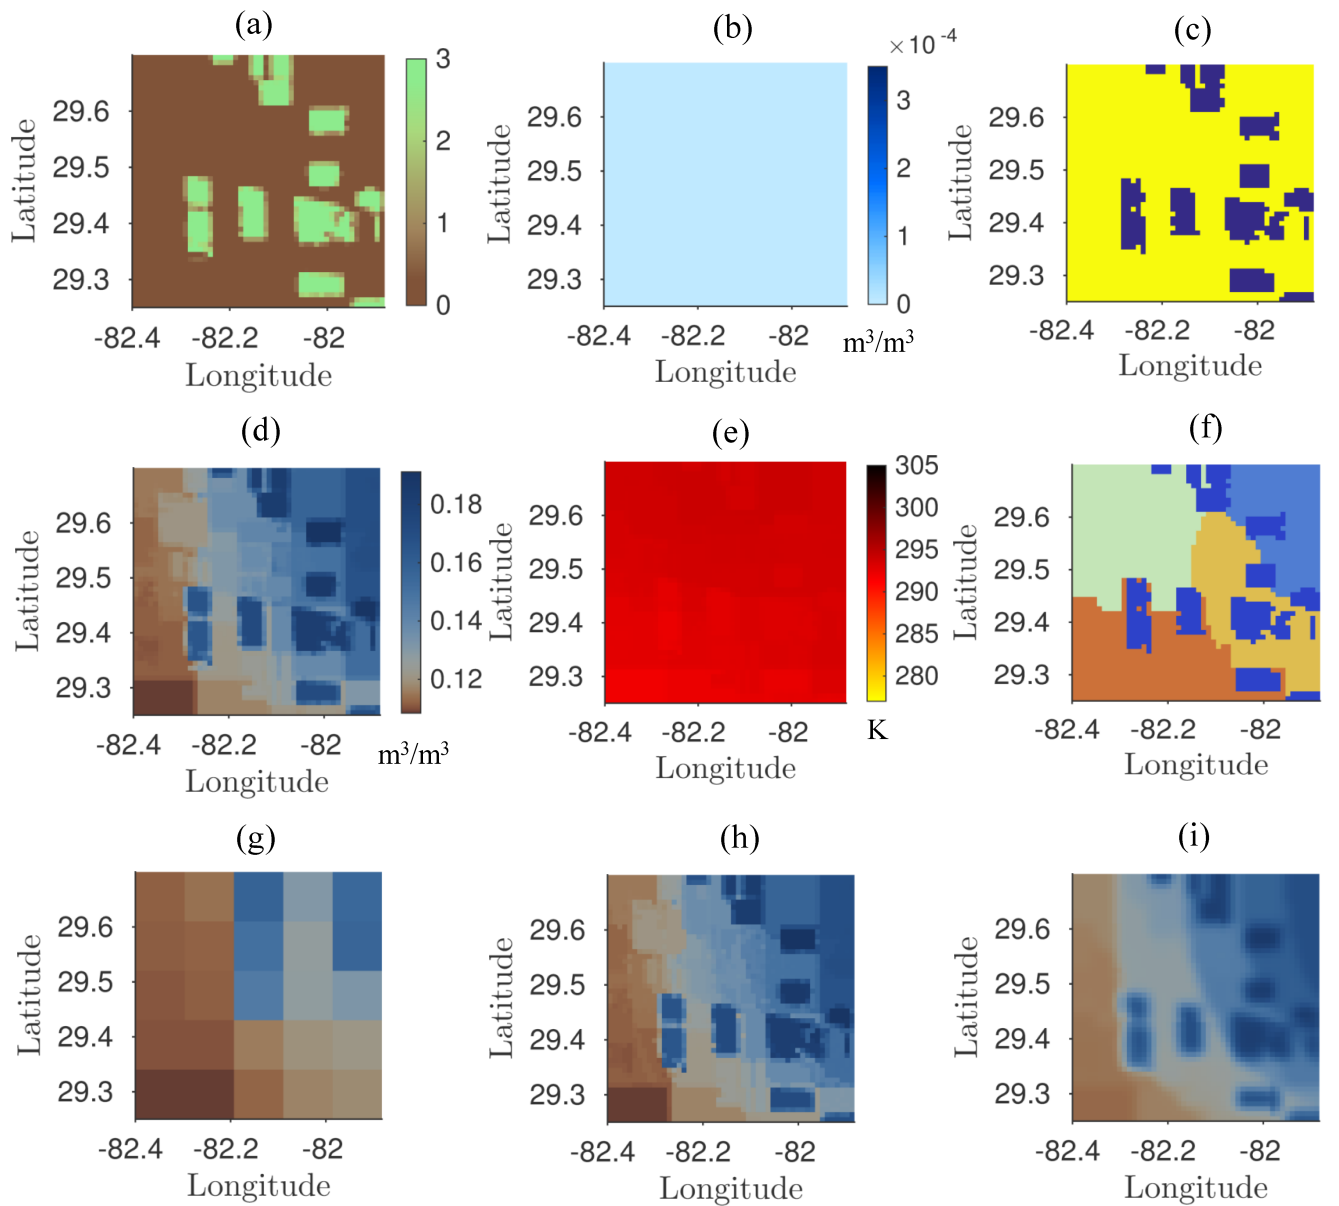 (a)
(b)
(c)
Latitude
29.6
29.5
29.4
29.3
-82.4 -82.2 -82
Longitude
3
2
1
0
Latitude
29.6
29.5
29.4
29.3
-82.4 -82.2 -82
Longitude
×10-4
3
2
1
0
m3/m3
Latitude
29.6
29.5
29.4
29.3
-82.4 -82.2 -82
Longitude
(d)
(e)
(f)
Latitude
29.6
29.5
29.4
29.3
-82.4 -82.2 -82
Longitude
0.18
0.16
0.14
0.12
m3/m3
Latitude
29.6
29.5
29.4
29.3
-82.4 -82.2 -82
Longitude
305
300
295
290
285
280
K
Latitude
29.6
29.5
29.4
29.3
-82.4 -82.2 -82
Longitude
(g)
(h)
(i)
Latitude
29.6
29.5
29.4
29.3
-82.4 -82.2 -82
Longitude
Latitude
29.6
29.5
29.4
29.3
-82.4 -82.2 -82
Longitude
Latitude
29.6
29.5
29.4
29.3
-82.4 -82.2 -82
Longitude